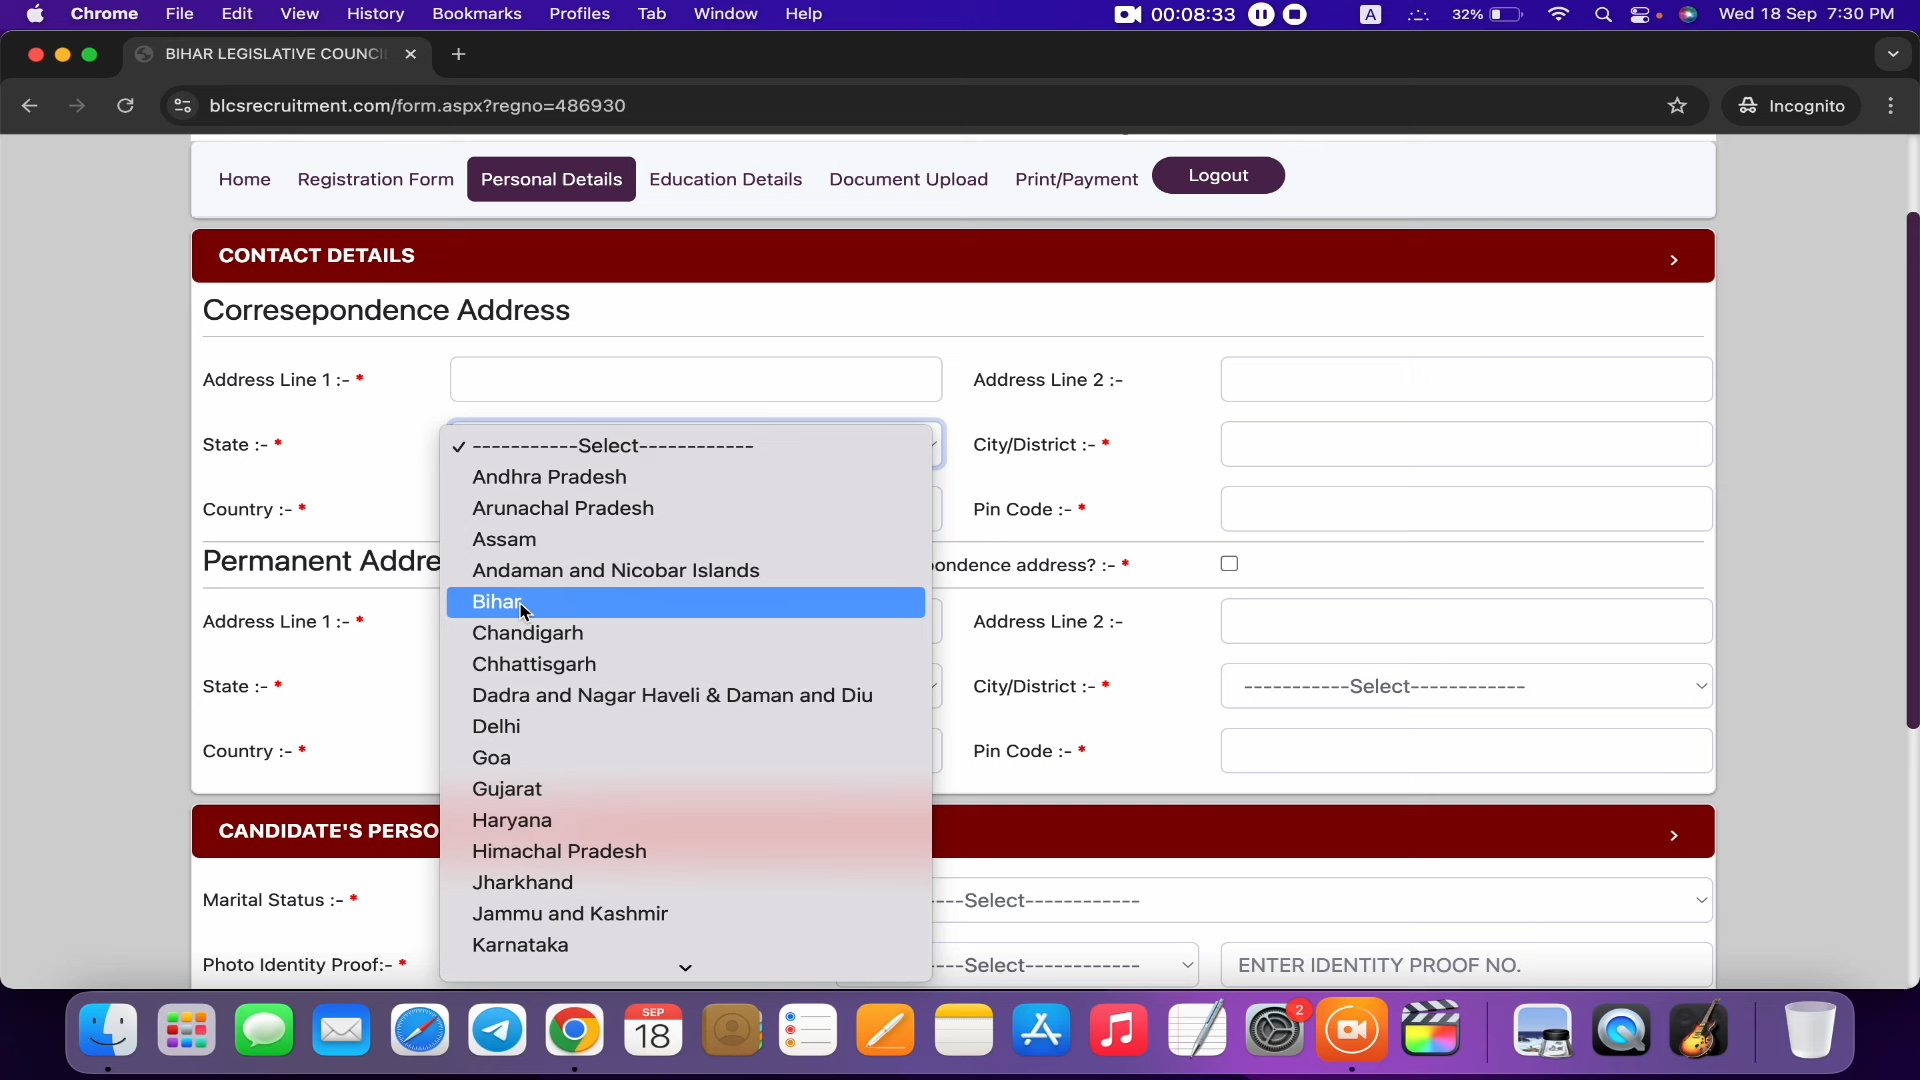 Chrome File Edit View History Bookmarks Profiles Tab Window Help 00:08:33 A 32% Wed 18 Sep 7:30 PM
BIHAR LEGISLATIVE COUNCIL
blcsrecruitment.com/form.aspx?regno=486930 Incognito
Home Registration Form Personal Details Education Details Document Upload Print/Payment Logout
CONTACT DETAILS
Corresepondence Address
Address Line 1 :- * Address Line 2 :-
State :- * City/District :- *
Country :- * Pin Code :- *
Permanent Addre pondence address? :- *
Address Line 1 :- * Address Line 2 :-
State :- * City/District :- * -----------Select------------
Country :- * Pin Code :- *
CANDIDATE'S PERSO
Marital Status :- * ---Select------------
Photo Identity Proof:- * ---Select------------ ENTER IDENTITY PROOF NO.
✓ -----------Select------------
Andhra Pradesh
Arunachal Pradesh
Assam
Andaman and Nicobar Islands
Bihar
Chandigarh
Chhattisgarh
Dadra and Nagar Haveli & Daman and Diu
Delhi
Goa
Gujarat
Haryana
Himachal Pradesh
Jharkhand
Jammu and Kashmir
Karnataka
SEP
18
2